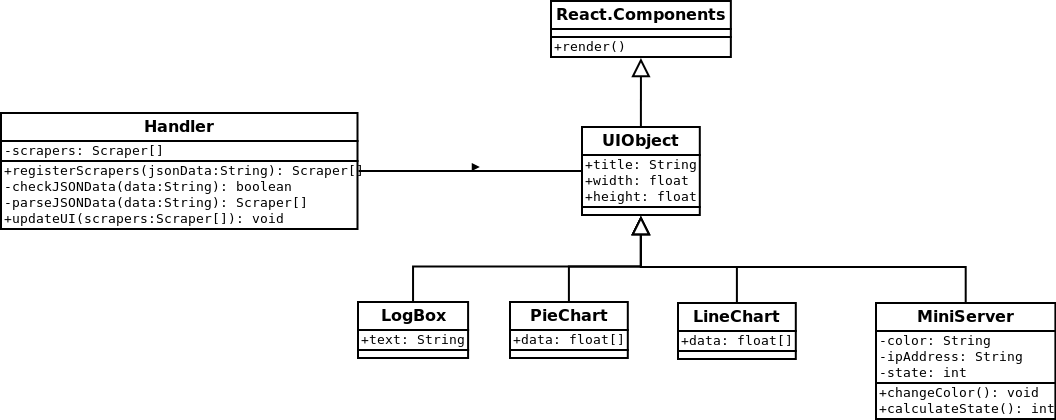 React.Components
+render()
Handler
-scrapers: Scraper[]
+registerScrapers(jsonData:String): Scraper[]
-checkJSONData(data:String): boolean
-parseJSONData(data:String): Scraper[]
+updateUI(scrapers:Scraper[]): void
UIObject
+title: String
+width: float
+height: float
LogBox
+text: String
PieChart
+data: float[]
LineChart
+data: float[]
MiniServer
-color: String
-ipAddress: String
-state: int
+changeColor(): void
+calculateState(): int